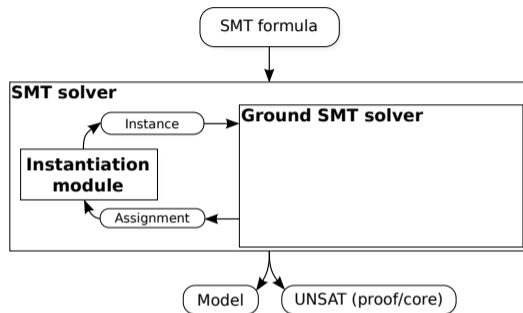 SMT formula
SMT solver
Instance
Ground SMT solver
Instantiation
module
Assignment
Model
UNSAT (proof/core)